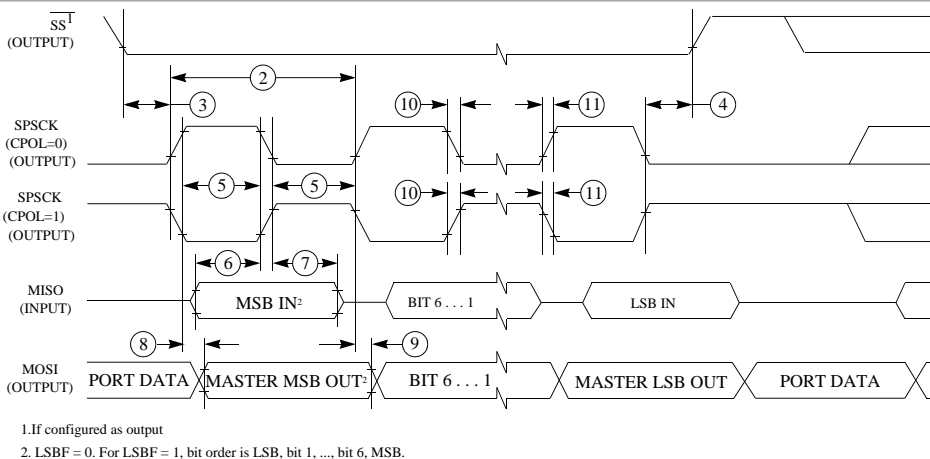 SS1
(OUTPUT)
2
3
10
11
4
SPSCK
(CPOL=0)
(OUTPUT)
5
5
SPSCK
(CPOL=1)
(OUTPUT)
10
11
6
7
MISO
(INPUT)
MSB IN2
BIT 6 . . . 1
LSB IN
8
9
MOSI
(OUTPUT)
PORT DATA
MASTER MSB OUT2
BIT 6 . . . 1
MASTER LSB OUT
PORT DATA
1.If configured as output
2. LSBF = 0. For LSBF = 1, bit order is LSB, bit 1, ..., bit 6, MSB.